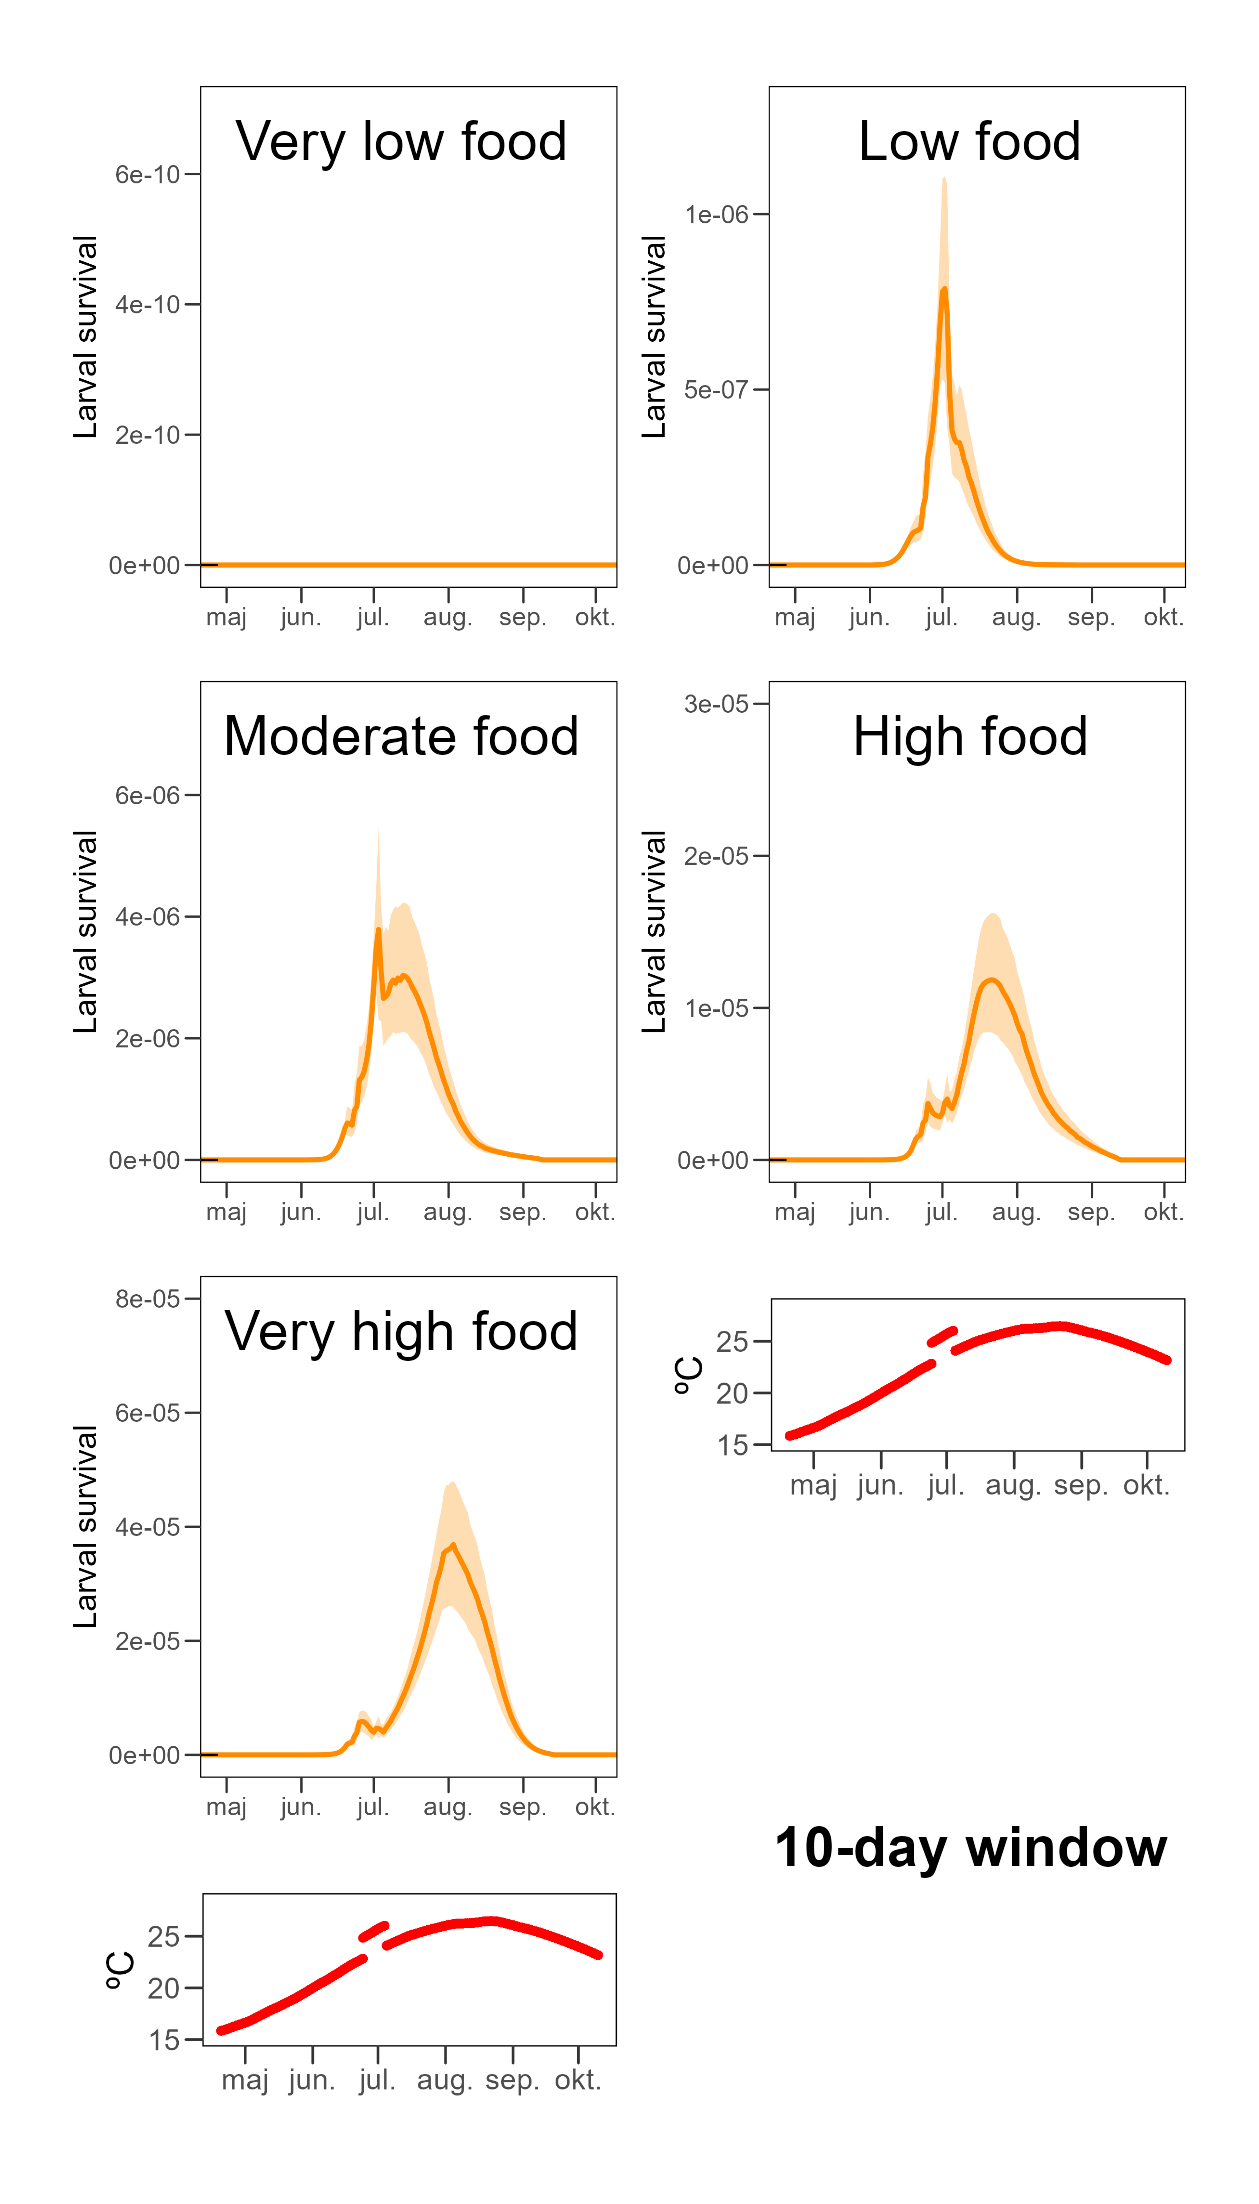 Very low food
Larval survival
6e-10
4e-10
2e-10
0e+00
maj jun. jul. aug. sep. okt.
Low food
Larval survival
1e-06
5e-07
0e+00
maj jun. jul. aug. sep. okt.
Moderate food
Larval survival
6e-06
4e-06
2e-06
0e+00
maj jun. jul. aug. sep. okt.
High food
Larval survival
3e-05
2e-05
1e-05
0e+00
maj jun. jul. aug. sep. okt.
Very high food
Larval survival
8e-05
6e-05
4e-05
2e-05
0e+00
maj jun. jul. aug. sep. okt.
ºC
25
20
15
maj jun. jul. aug. sep. okt.
10-day window
ºC
25
20
15
maj jun. jul. aug. sep. okt.